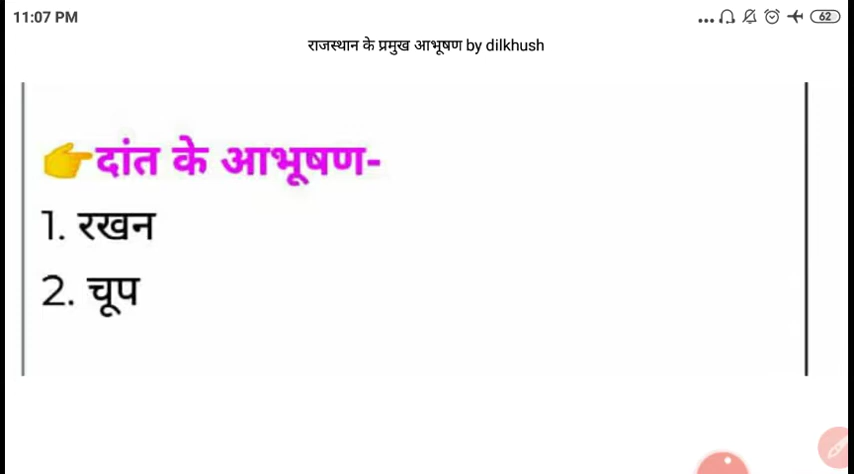 11:07 PM
62
राजस्थान के प्रमुख आभूषण by dilkhush
👉दांत के आभूषण-
1. रखन
2. चूप